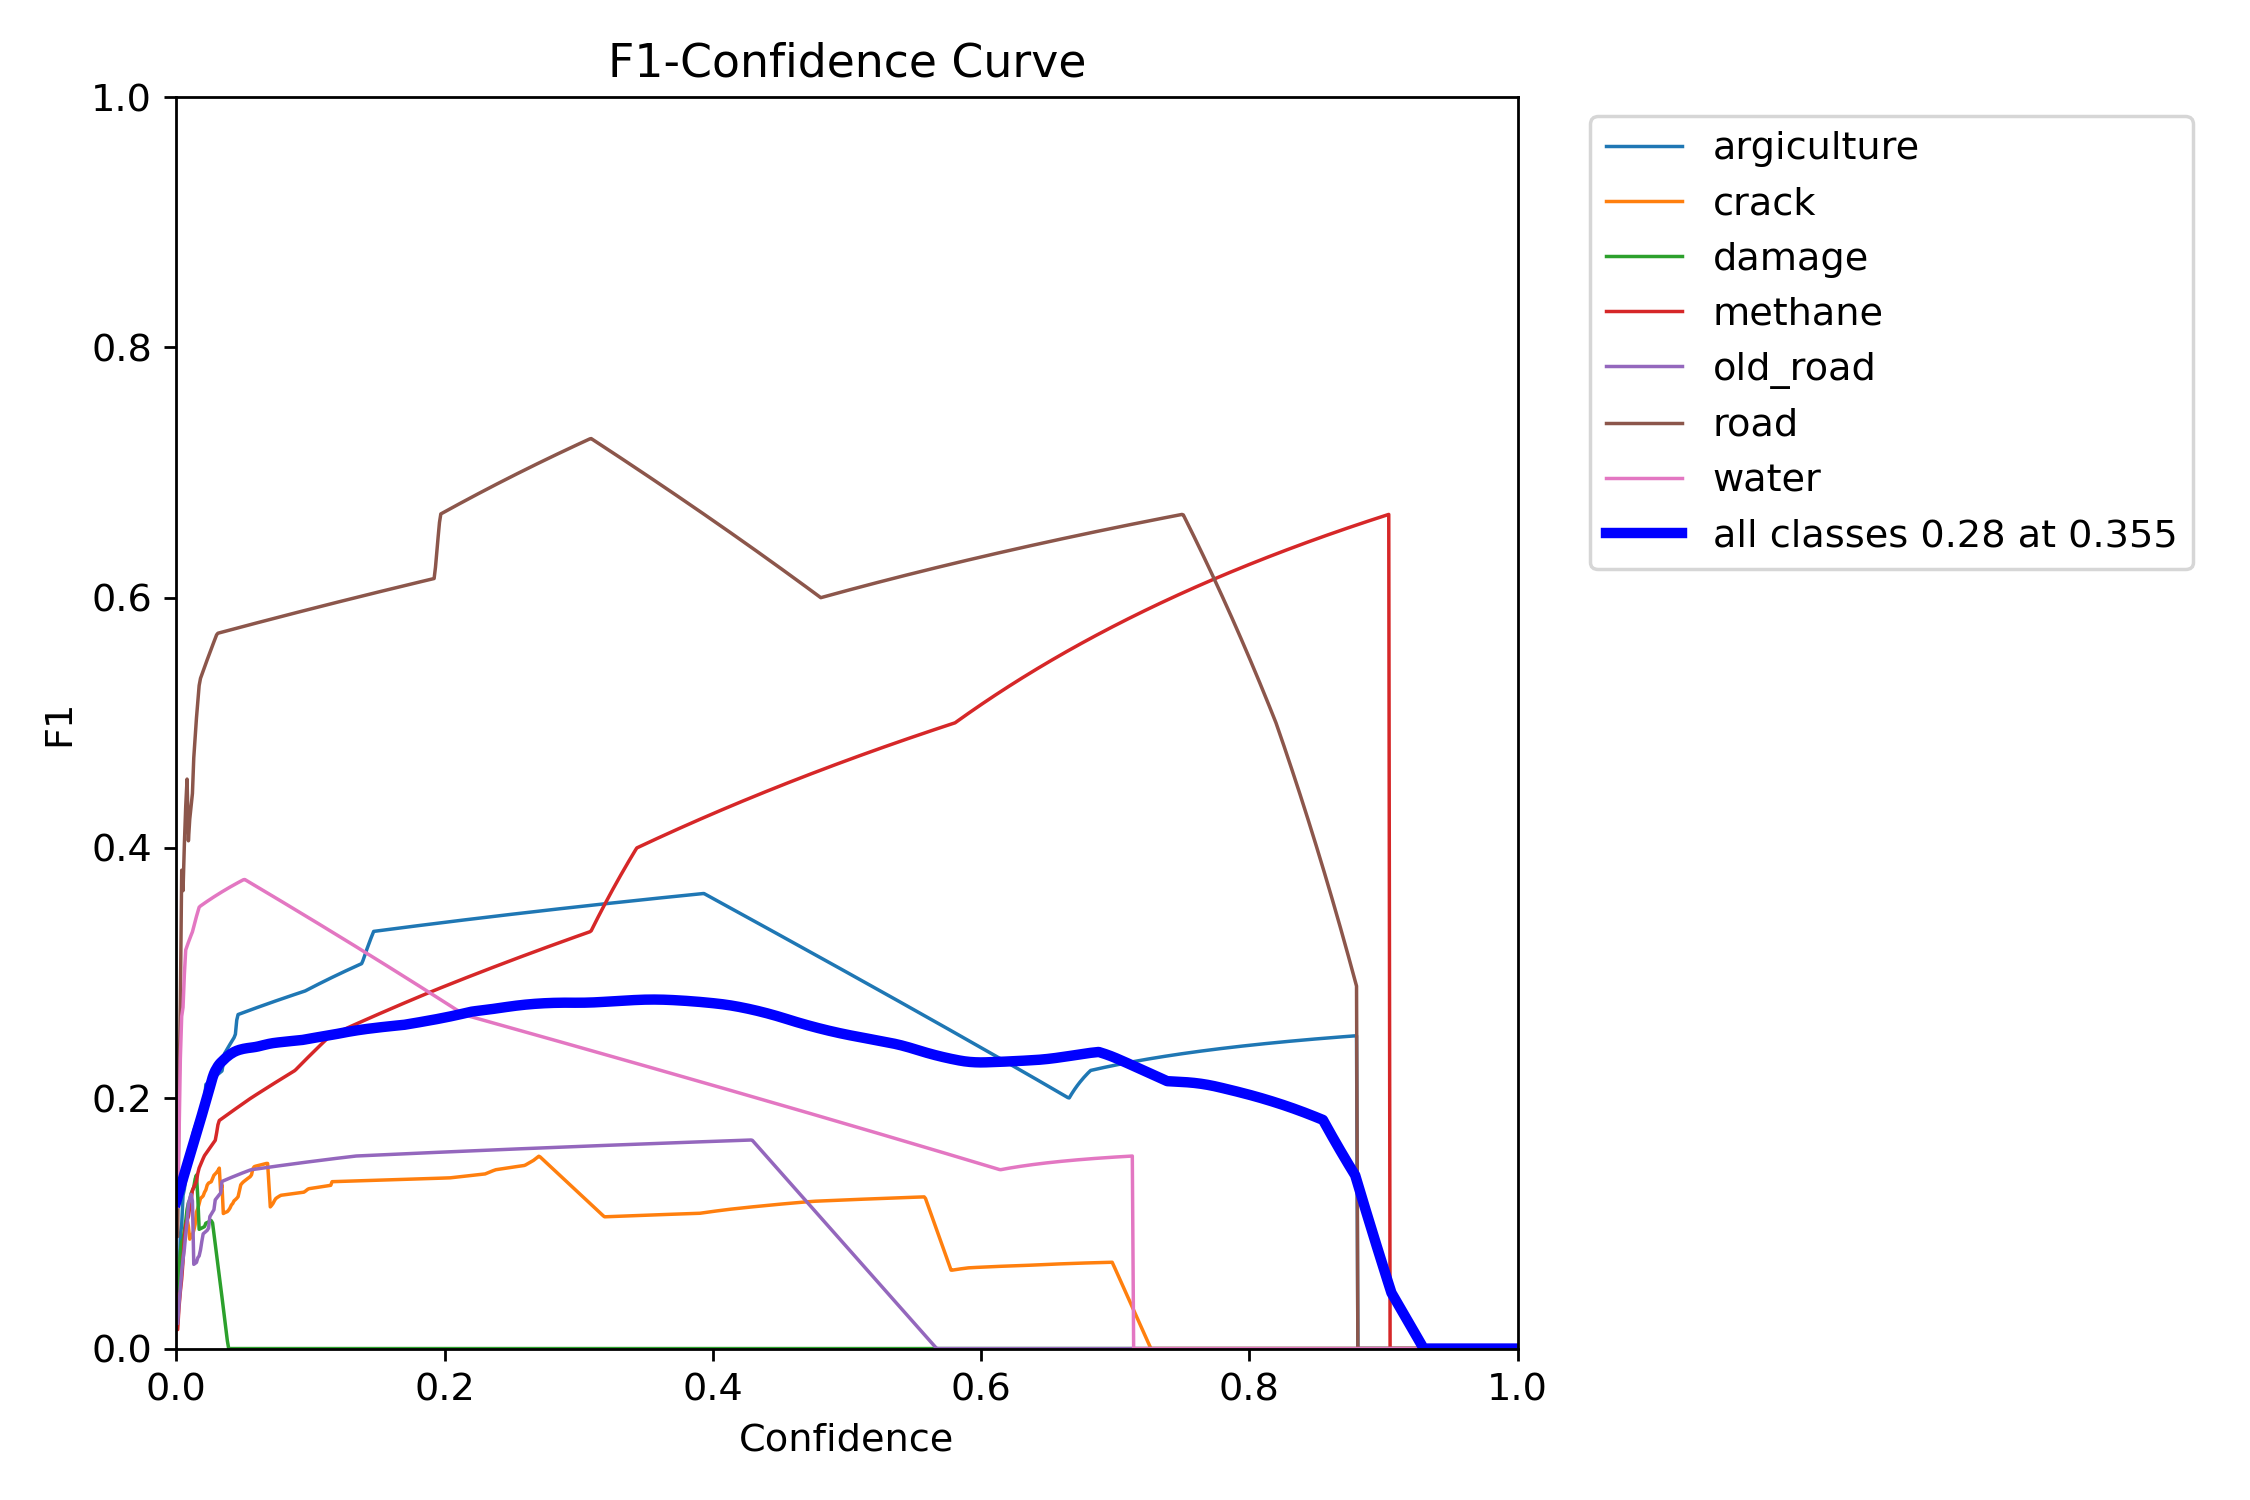 F1-Confidence Curve
1.0
0.8
0.6
0.4
0.2
0.0
F1
0.0 0.2 0.4 0.6 0.8 1.0
Confidence
argiculture
crack
damage
methane
old_road
road
water
all classes 0.28 at 0.355